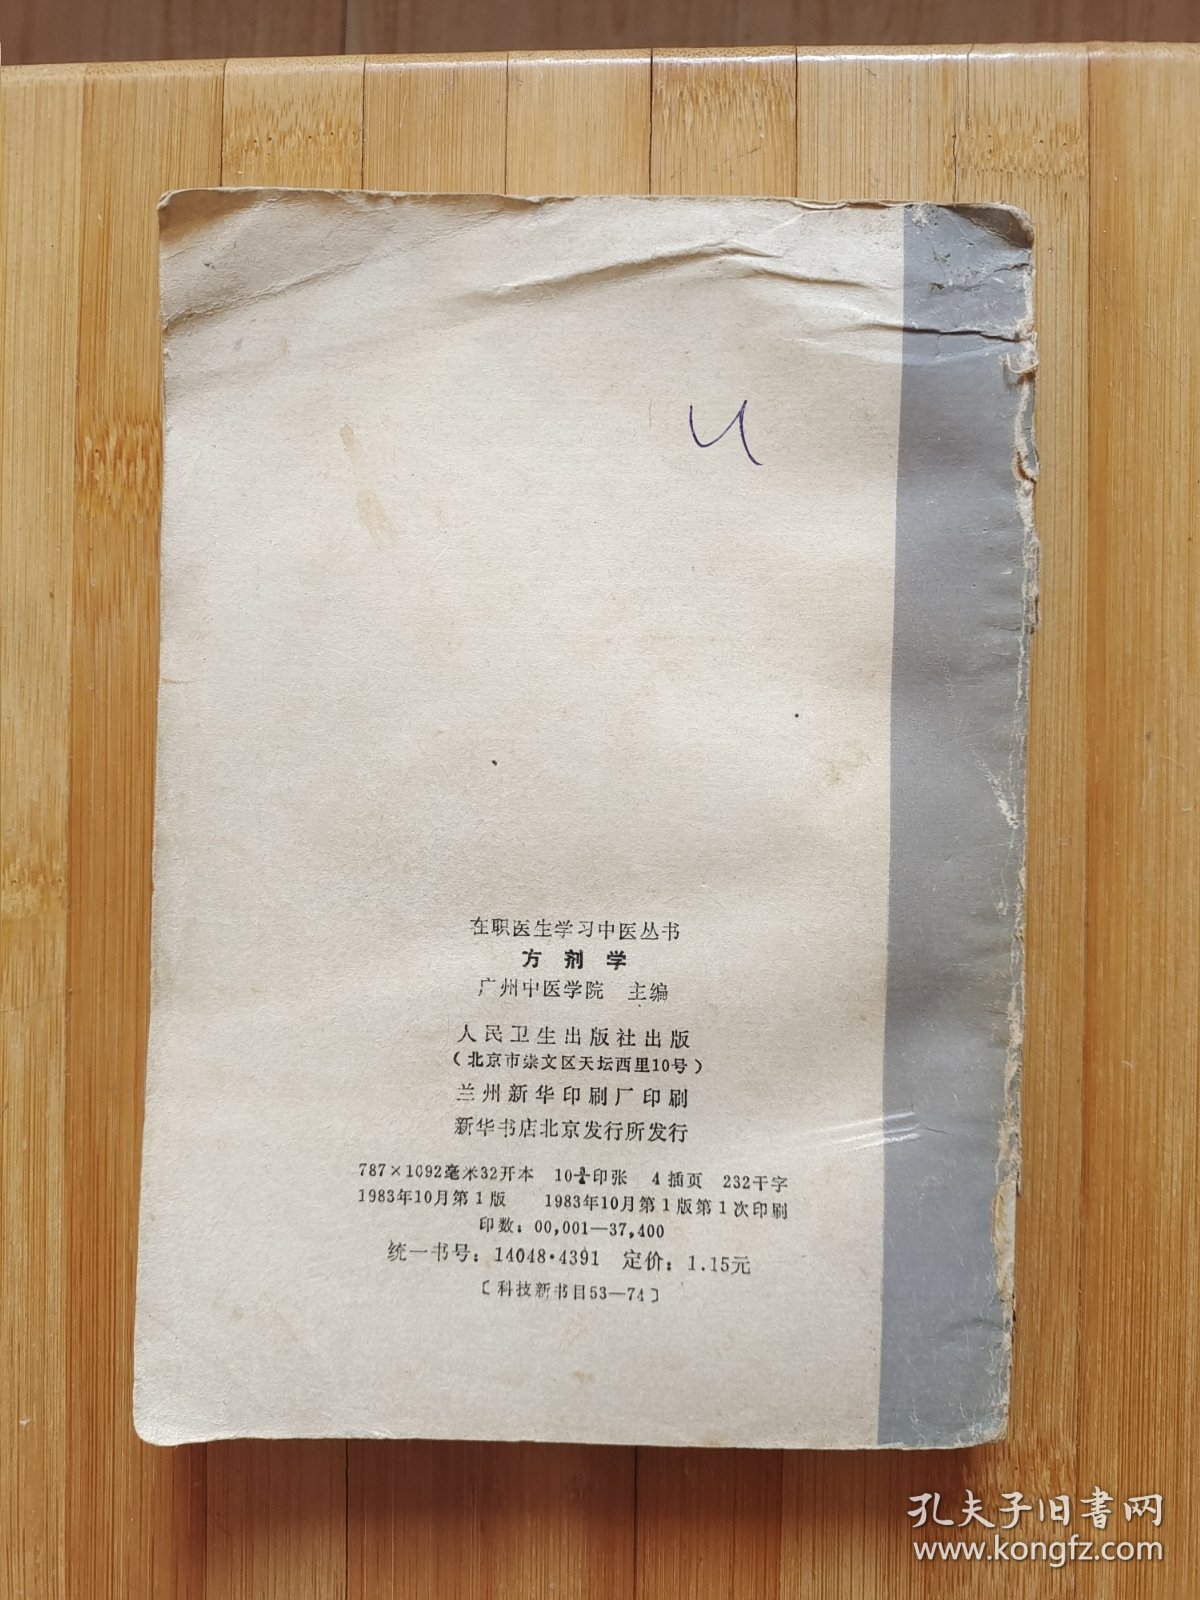 在职医生学习中医丛书
方剂学
广州中医学院 主编
人民卫生出版社出版
（北京市崇文区天坛西里10号）
兰州新华印刷厂印刷
新华书店北京发行所发行
787×1092毫米32开本 10 印张 4插页 232千字
1983年10月第1版 1983年10月第1版第1次印刷
印数：00,001—37,400
统一书号：14048·4391 定价：1.15元
〔科技新书目53—74〕
孔夫子旧書网
www.kongfz.com